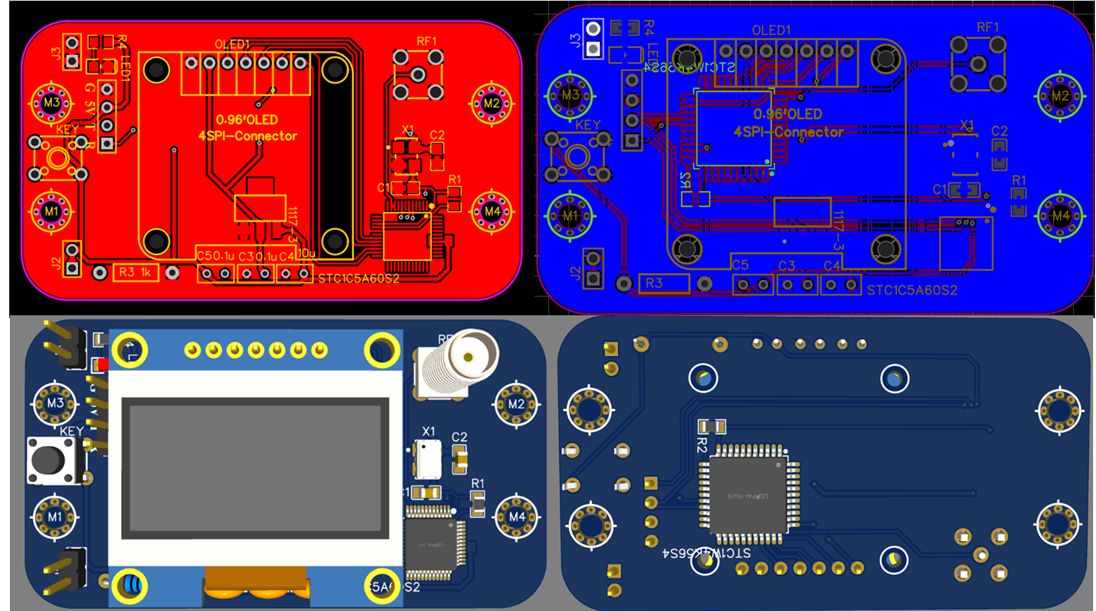 J3
R4
LED1
OLED1
RF1
M3
G 5V T R
0.96'OLED
4SPI-Connector
M2
KEY
X1
C2
C1
R1
M1
1117-3
M4
J2
R3 1k
C5 0.1u
C3 0.1u
C4 10u
STC1C5A60S2
J3
R4
LED1
OLED1
RF1
STC1W4K56S4
M3
0.96'OLED
4SPI-Connector
M2
KEY
X1
C2
R2
C1
R1
M1
1117-3
M4
J2
R3
C5
C3
C4
STC1C5A60S2
M3
M2
KEY
X1
C2
R1
M1
M4
R2
LQFP44 10x10
STC1W4K56S4